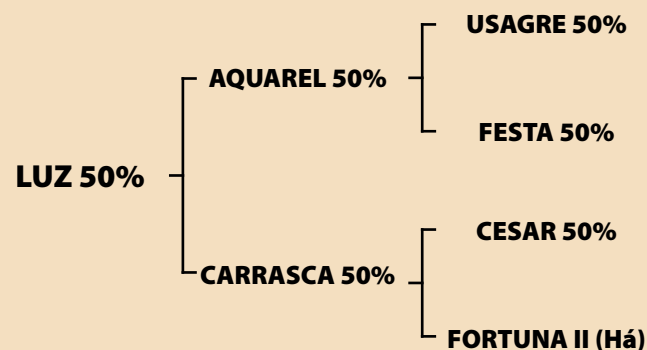 USAGRE 50%
AQUAREL 50%
FESTA 50%
LUZ 50%
CESAR 50%
CARRASCA 50%
FORTUNA II (Há)